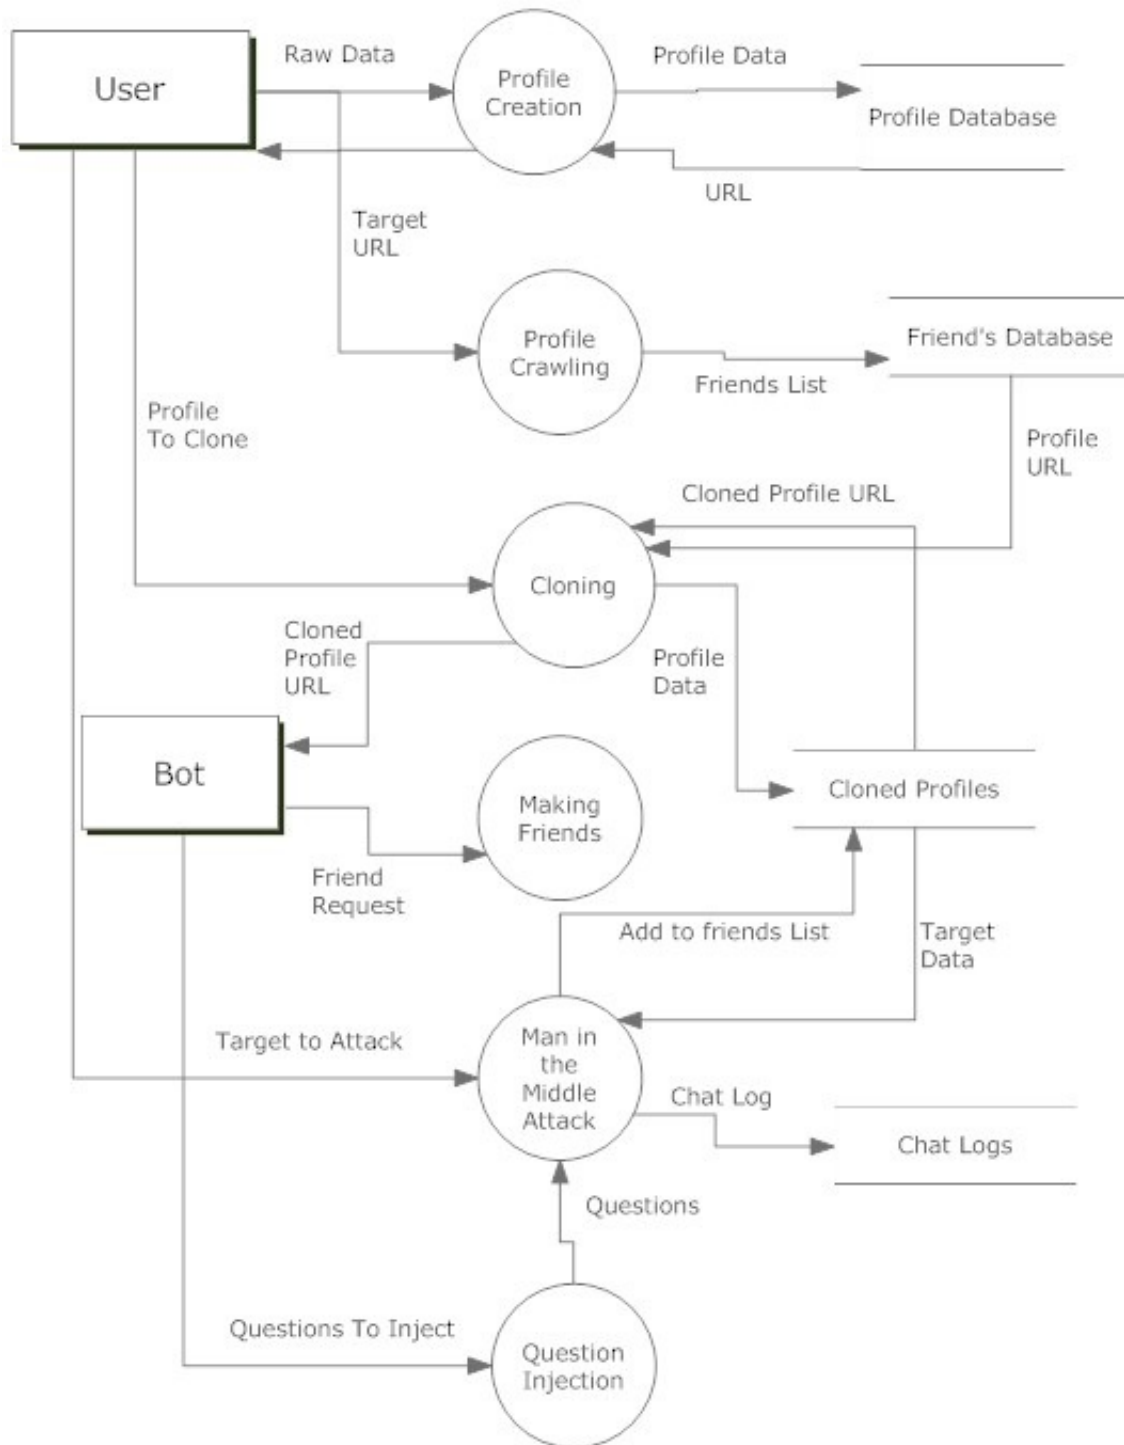 User
Raw Data
Profile
Creation
Profile Data
Profile Database
URL
Target
URL
Profile
Crawling
Friend's Database
Friends List
Profile
To Clone
Profile
URL
Cloned Profile URL
Cloning
Cloned
Profile
URL
Profile
Data
Bot
Making
Friends
Cloned Profiles
Friend
Request
Add to friends List
Target
Data
Target to Attack
Man in
the
Middle
Attack
Chat Log
Chat Logs
Questions
Questions To Inject
Question
Injection